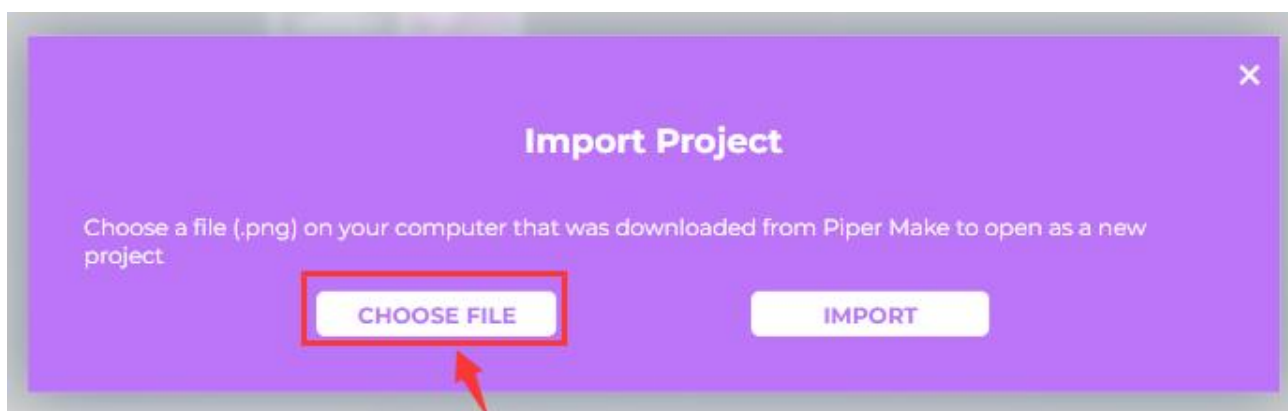 Import Project
Choose a file (.png) on your computer that was downloaded from Piper Make to open as a new
project
CHOOSE FILE
IMPORT